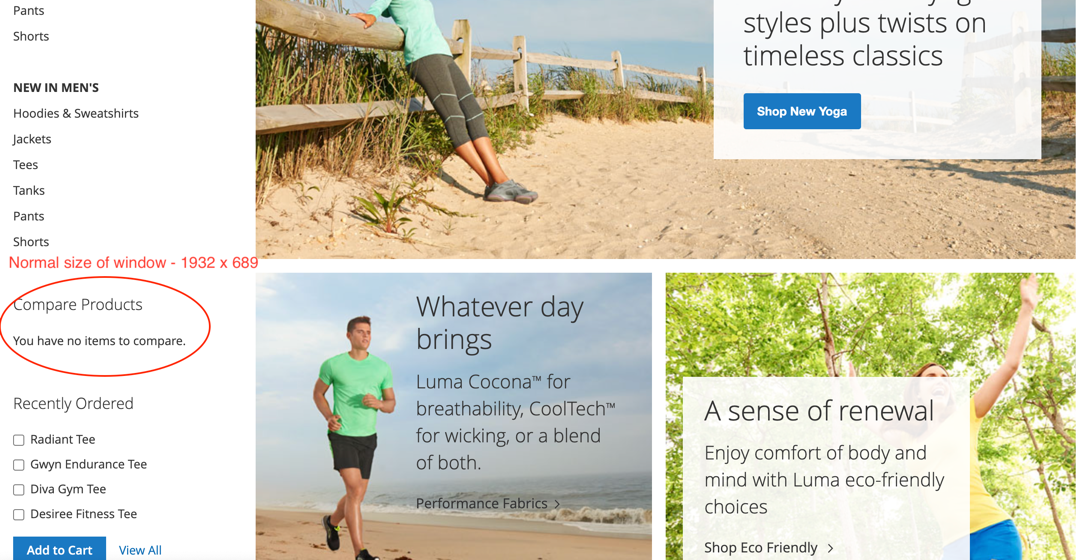 Pants
Shorts
NEW IN MEN'S
Hoodies & Sweatshirts
Jackets
Tees
Tanks
Pants
Shorts
Normal size of window - 1932 x 689
Compare Products
You have no items to compare.
Recently Ordered
Radiant Tee
Gwyn Endurance Tee
Diva Gym Tee
Desiree Fitness Tee
Add to Cart
View All
styles plus twists on
timeless classics
Shop New Yoga
Whatever day
brings
Luma Cocona™ for
breathability, CoolTech™
for wicking, or a blend
of both.
Performance Fabrics >
A sense of renewal
Enjoy comfort of body and
mind with Luma eco-friendly
choices
Shop Eco Friendly >